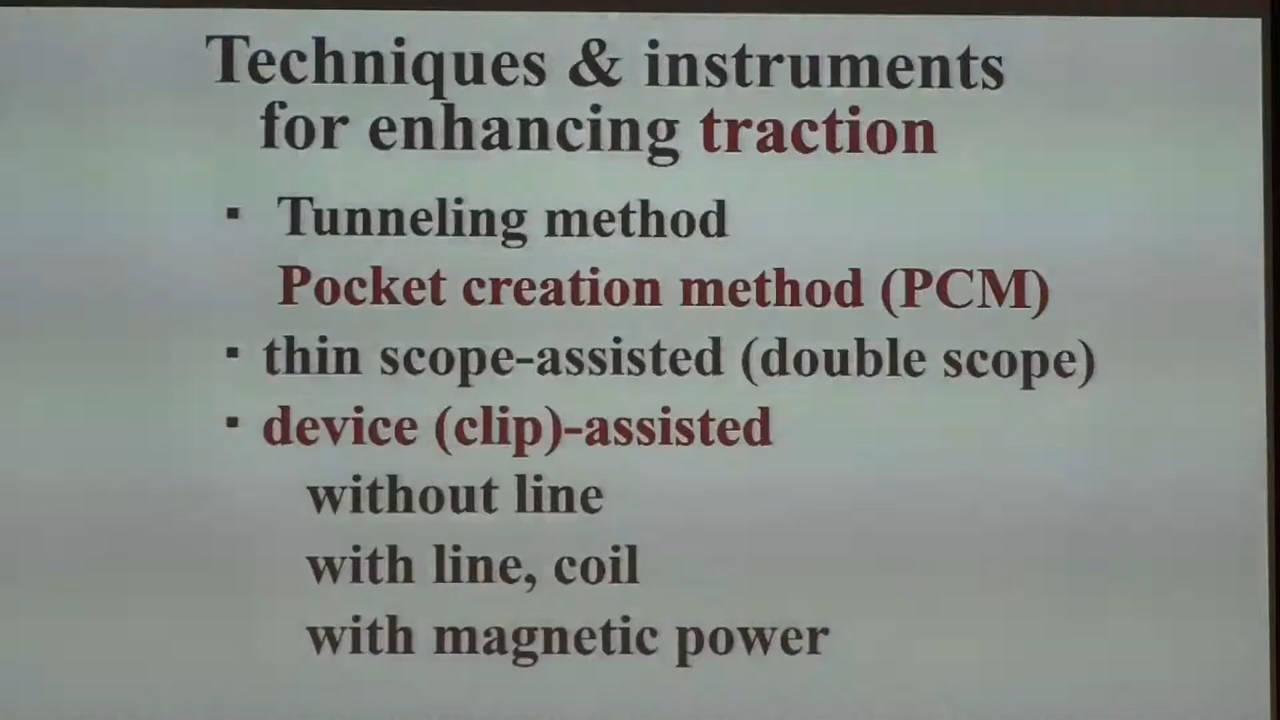 Techniques & instruments
for enhancing traction
▪ Tunneling method
Pocket creation method (PCM)
▪ thin scope-assisted (double scope)
▪ device (clip)-assisted
without line
with line, coil
with magnetic power